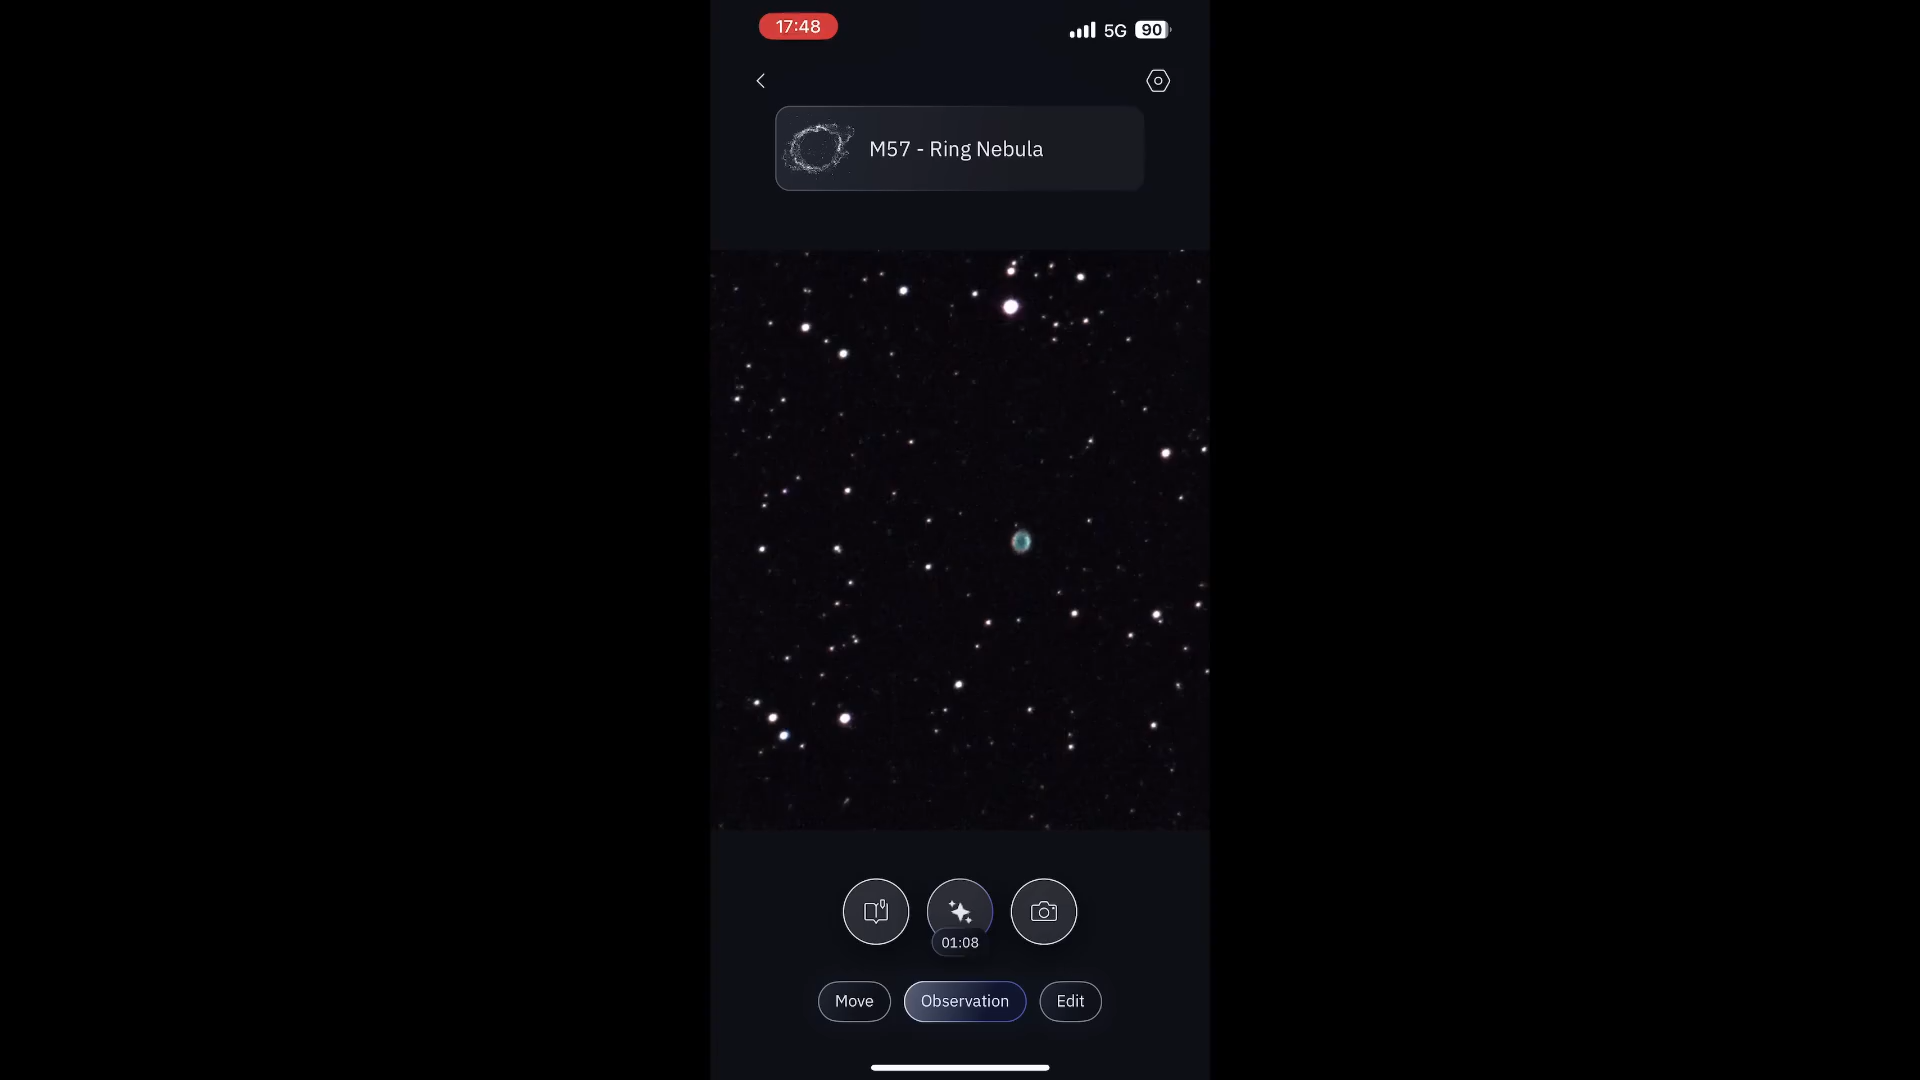 17:48
5G 90
M57 - Ring Nebula
01:08
Move Observation Edit